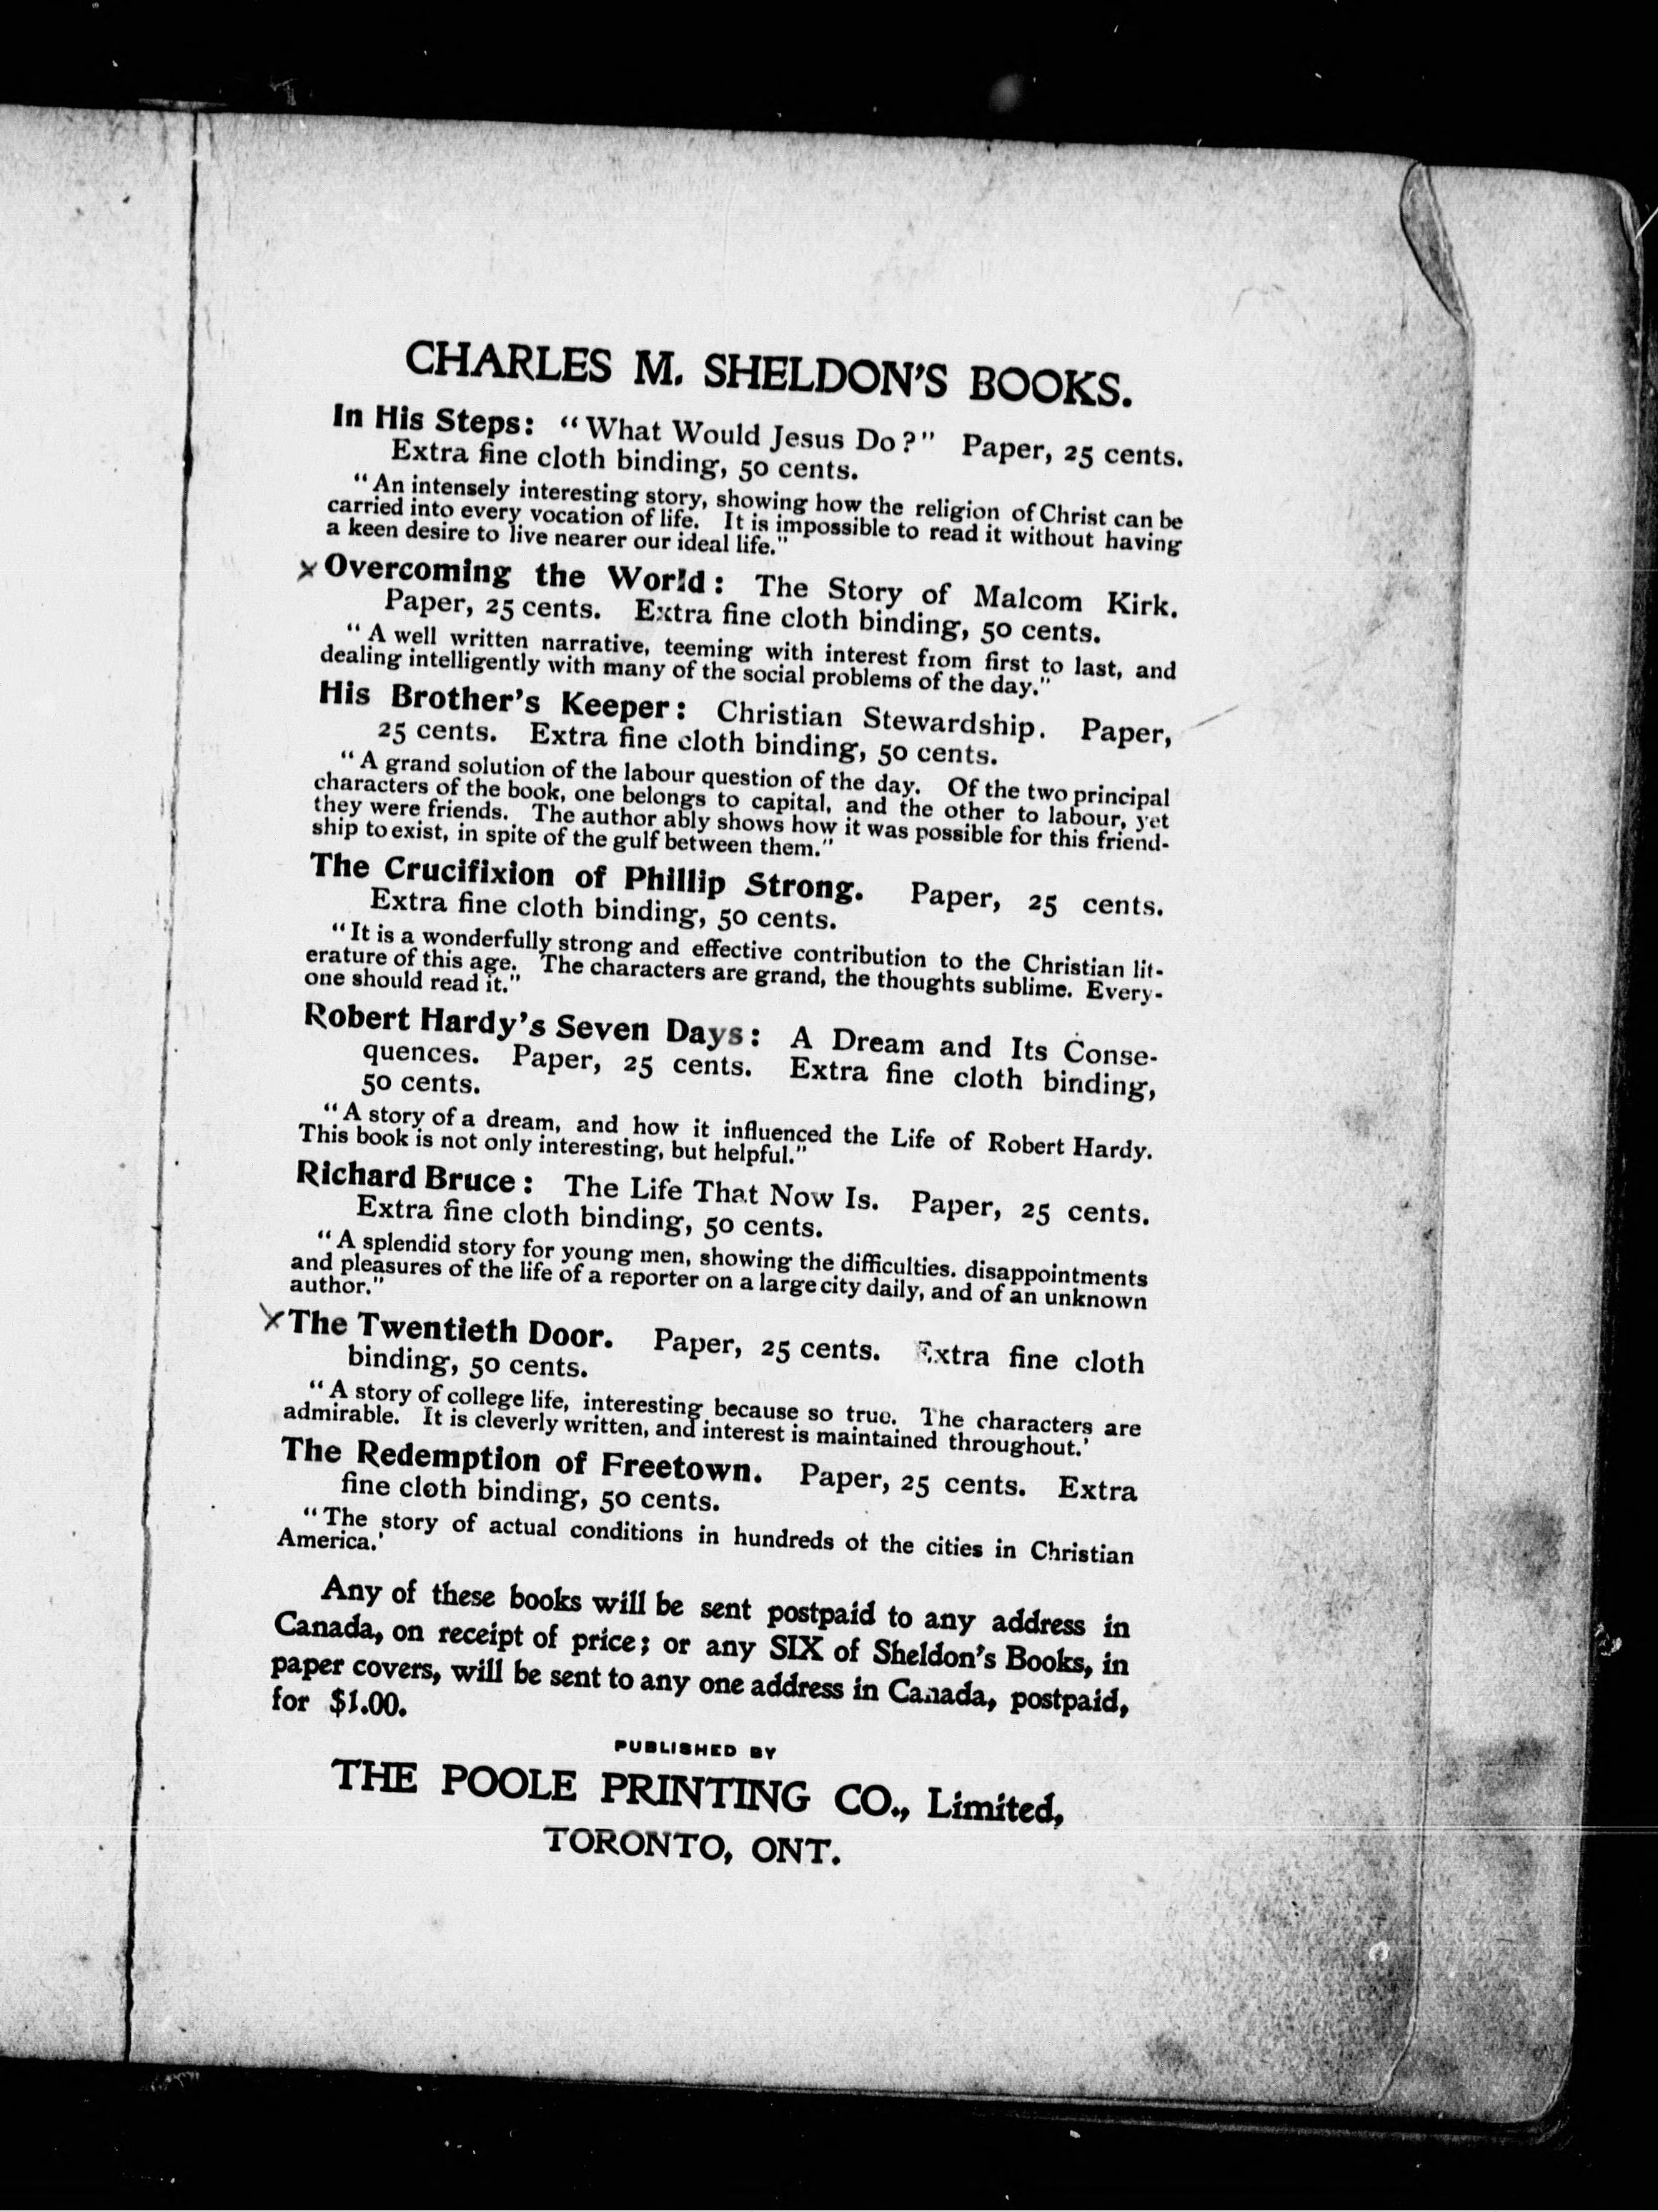 CHARLES M. SHELDON'S BOOKS.
In His Steps: "What Would Jesus Do?" Paper, 25 cents.
Extra fine cloth binding, 50 cents.
"An intensely interesting story, showing how the religion of Christ can be
carried into every vocation of life. It is impossible to read it without having
a keen desire to live nearer our ideal life."
× Overcoming the World: The Story of Malcom Kirk.
Paper, 25 cents. Extra fine cloth binding, 50 cents.
"A well written narrative, teeming with interest from first to last, and
dealing intelligently with many of the social problems of the day."
His Brother's Keeper: Christian Stewardship. Paper,
25 cents. Extra fine cloth binding, 50 cents.
"A grand solution of the labour question of the day. Of the two principal
characters of the book, one belongs to capital, and the other to labour, yet
they were friends. The author ably shows how it was possible for this friend-
ship to exist, in spite of the gulf between them."
The Crucifixion of Phillip Strong. Paper, 25 cents.
Extra fine cloth binding, 50 cents.
"It is a wonderfully strong and effective contribution to the Christian lit-
erature of this age. The characters are grand, the thoughts sublime. Every-
one should read it."
Robert Hardy's Seven Days: A Dream and Its Conse-
quences. Paper, 25 cents. Extra fine cloth binding,
50 cents.
"A story of a dream, and how it influenced the Life of Robert Hardy.
This book is not only interesting, but helpful."
Richard Bruce: The Life That Now Is. Paper, 25 cents.
Extra fine cloth binding, 50 cents.
"A splendid story for young men, showing the difficulties. disappointments
and pleasures of the life of a reporter on a large city daily, and of an unknown
author."
× The Twentieth Door. Paper, 25 cents. Extra fine cloth
binding, 50 cents.
"A story of college life, interesting because so true. The characters are
admirable. It is cleverly written, and interest is maintained throughout.'
The Redemption of Freetown. Paper, 25 cents. Extra
fine cloth binding, 50 cents.
"The story of actual conditions in hundreds of the cities in Christian
America.'
Any of these books will be sent postpaid to any address in
Canada, on receipt of price; or any SIX of Sheldon's Books, in
paper covers, will be sent to any one address in Canada, postpaid,
for $1.00.
PUBLISHED BY
THE POOLE PRINTING CO., Limited,
TORONTO, ONT.